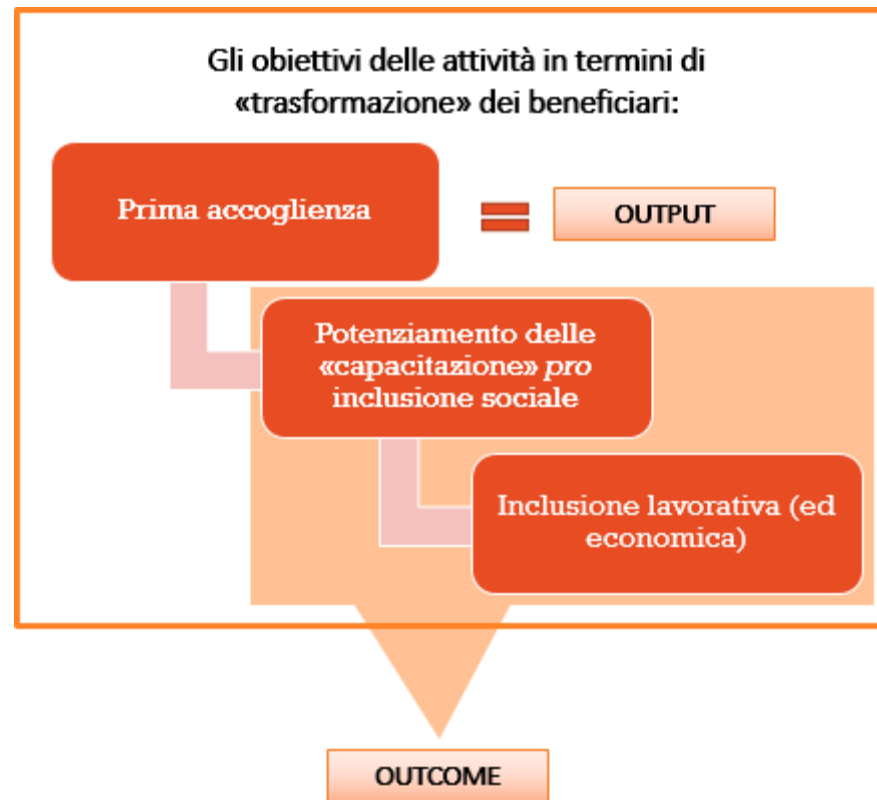 Gli obiettivi delle attività in termini di
«trasformazione» dei beneficiari:
Prima accoglienza
OUTPUT
Potenziamento delle
«capacitazione» pro
inclusione sociale
Inclusione lavorativa (ed
economica)
OUTCOME